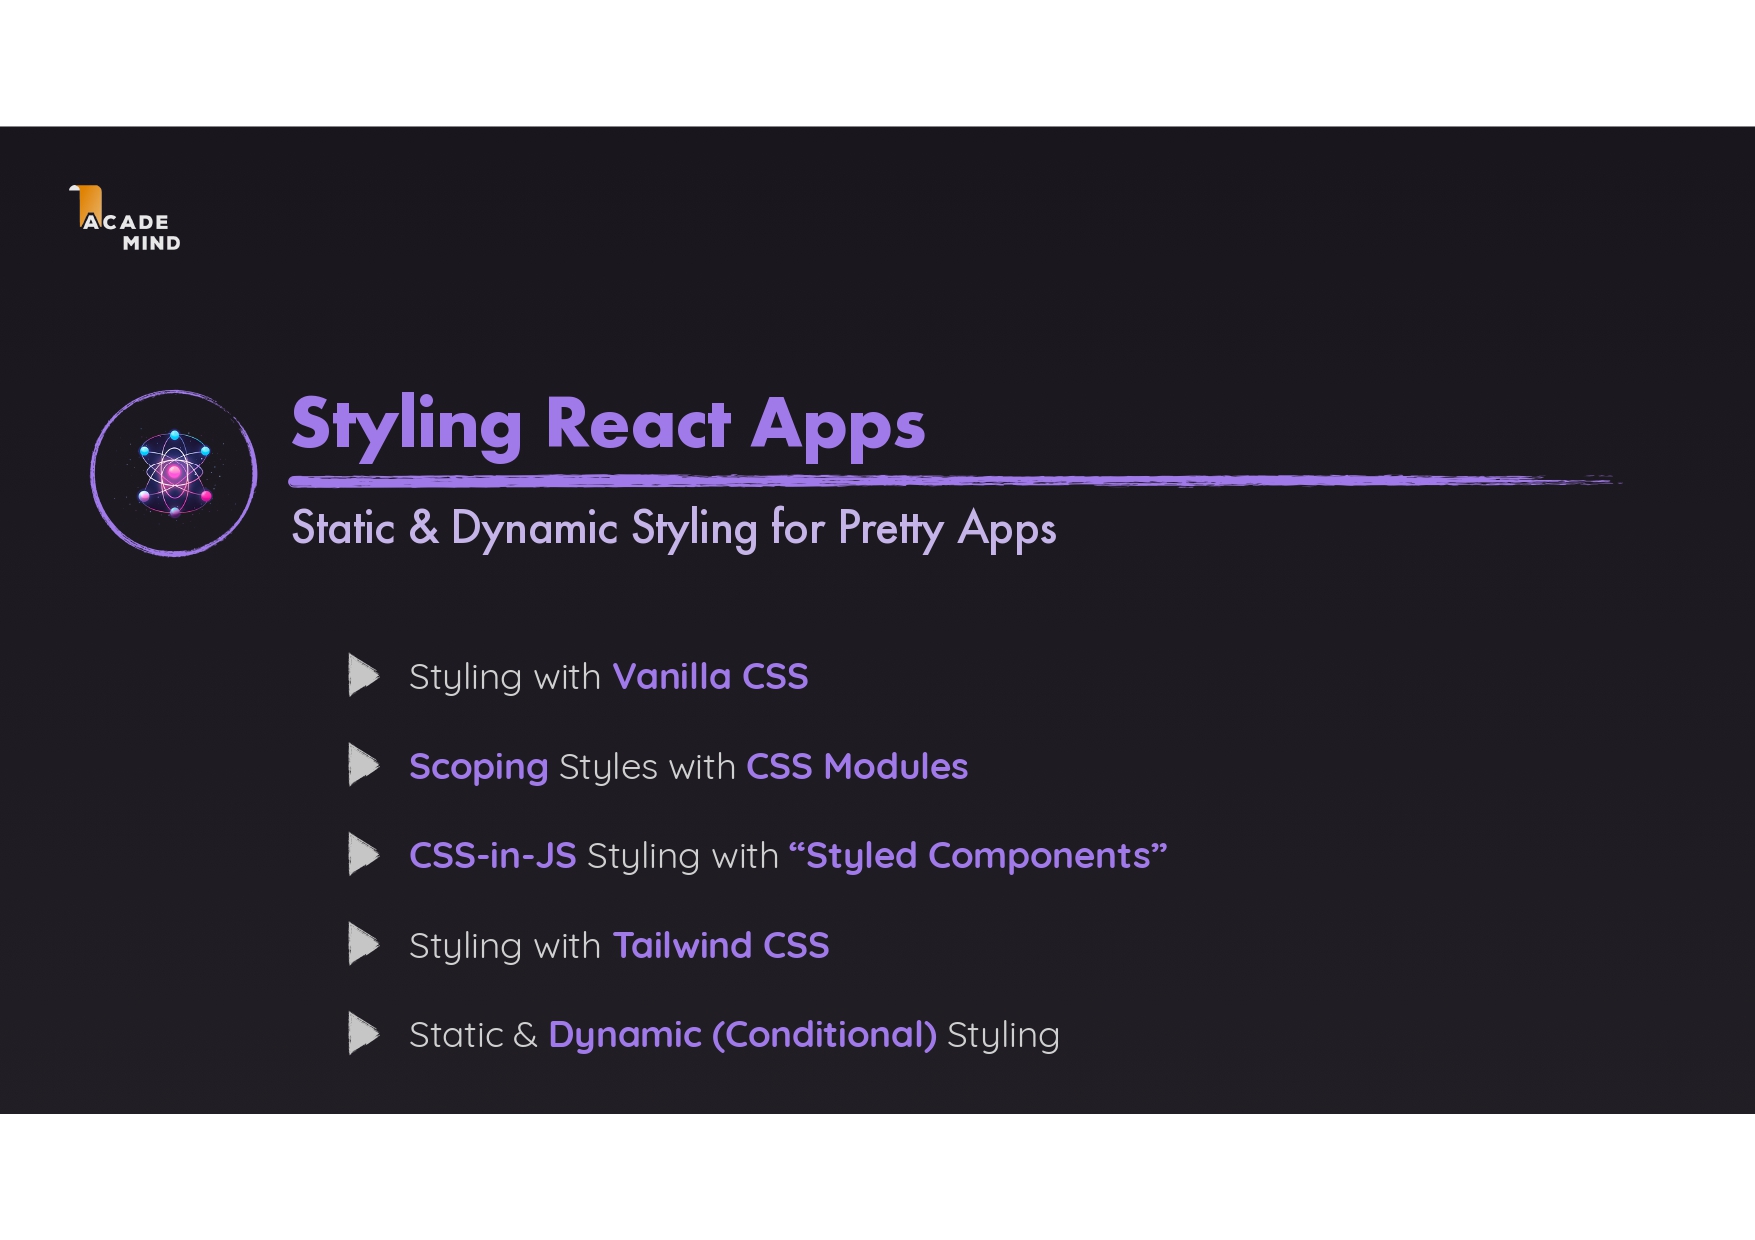 ACADE
MIND
Styling React Apps
Static & Dynamic Styling for Pretty Apps
Styling with Vanilla CSS
Scoping Styles with CSS Modules
CSS-in-JS Styling with “Styled Components”
Styling with Tailwind CSS
Static & Dynamic (Conditional) Styling